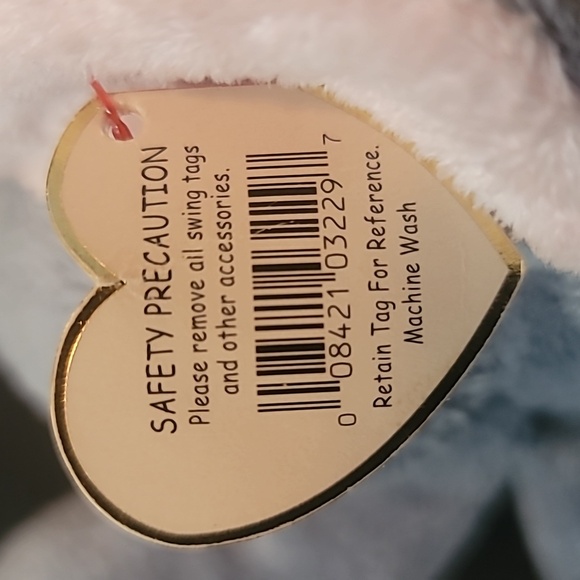 SAFETY PRECAUTION
Please remove all swing tags
and other accessories.
0 08421 03229 7
Retain Tag For Reference.
Machine Wash